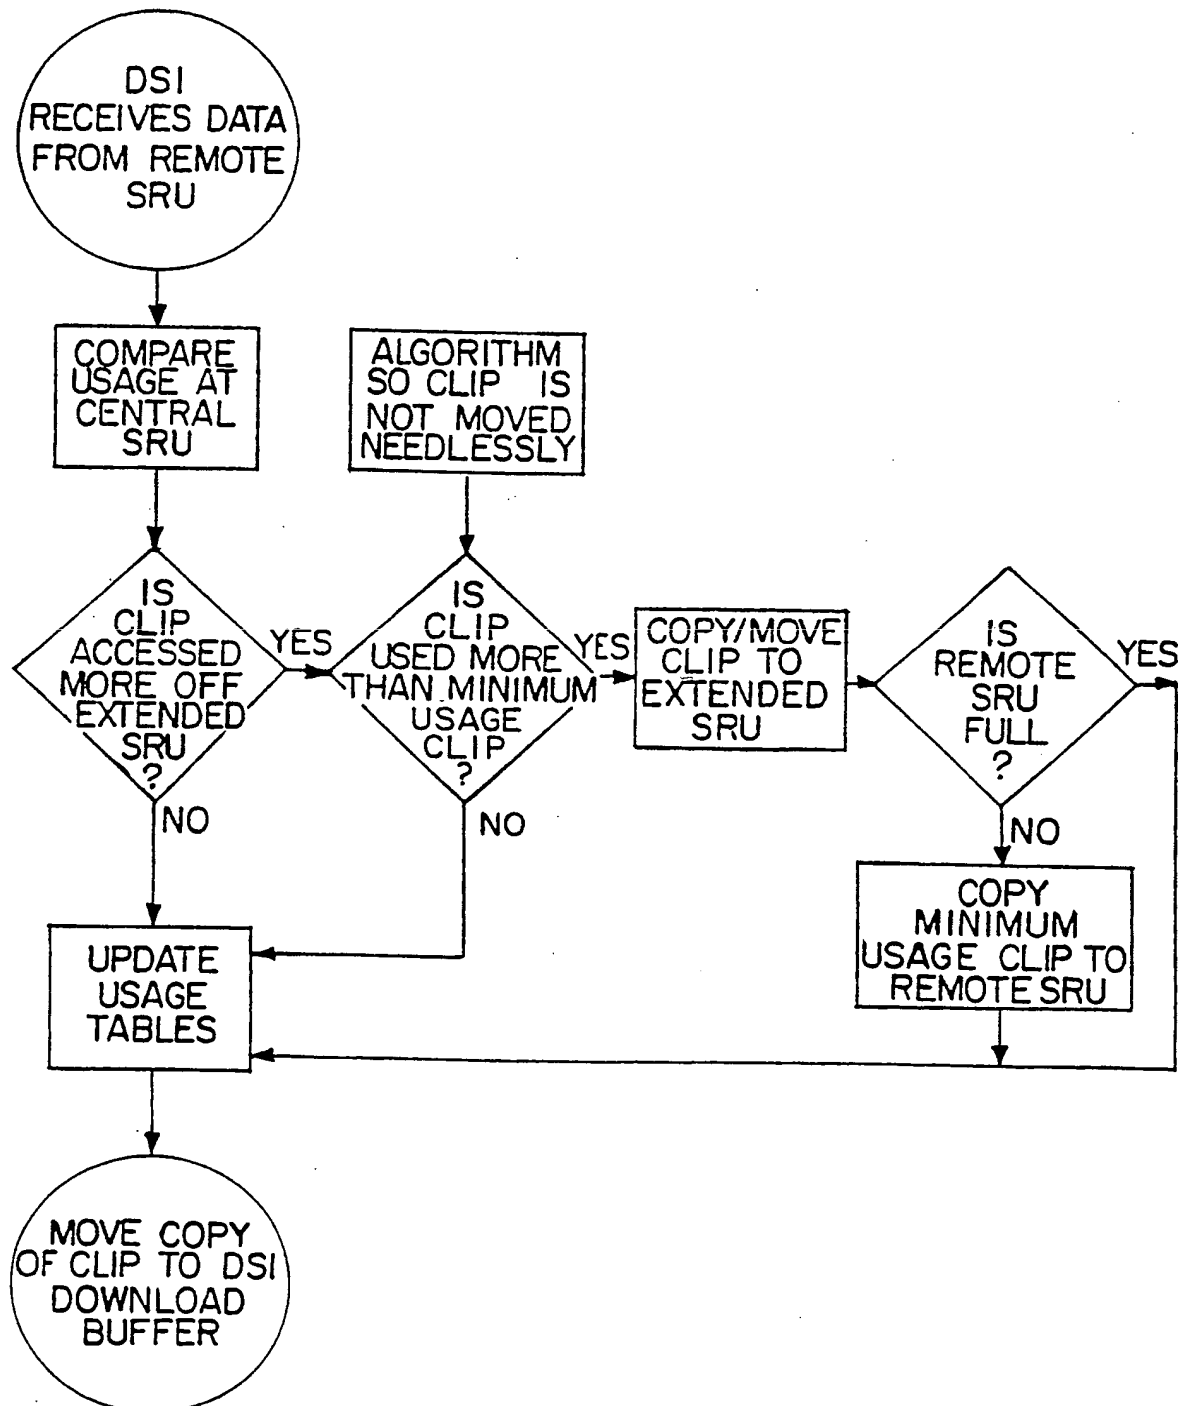 DSI
RECEIVES DATA
FROM REMOTE
SRU
COMPARE
USAGE AT
CENTRAL
SRU
ALGORITHM
SO CLIP IS
NOT MOVED
NEEDLESSLY
IS
CLIP
ACCESSED
MORE OFF
EXTENDED
SRU
?
YES
NO
IS
CLIP
USED MORE
THAN MINIMUM
USAGE
CLIP
?
YES
NO
COPY/MOVE
CLIP TO
EXTENDED
SRU
IS
REMOTE
SRU
FULL
?
YES
NO
COPY
MINIMUM
USAGE CLIP TO
REMOTE SRU
UPDATE
USAGE
TABLES
MOVE COPY
OF CLIP TO DSI
DOWNLOAD
BUFFER